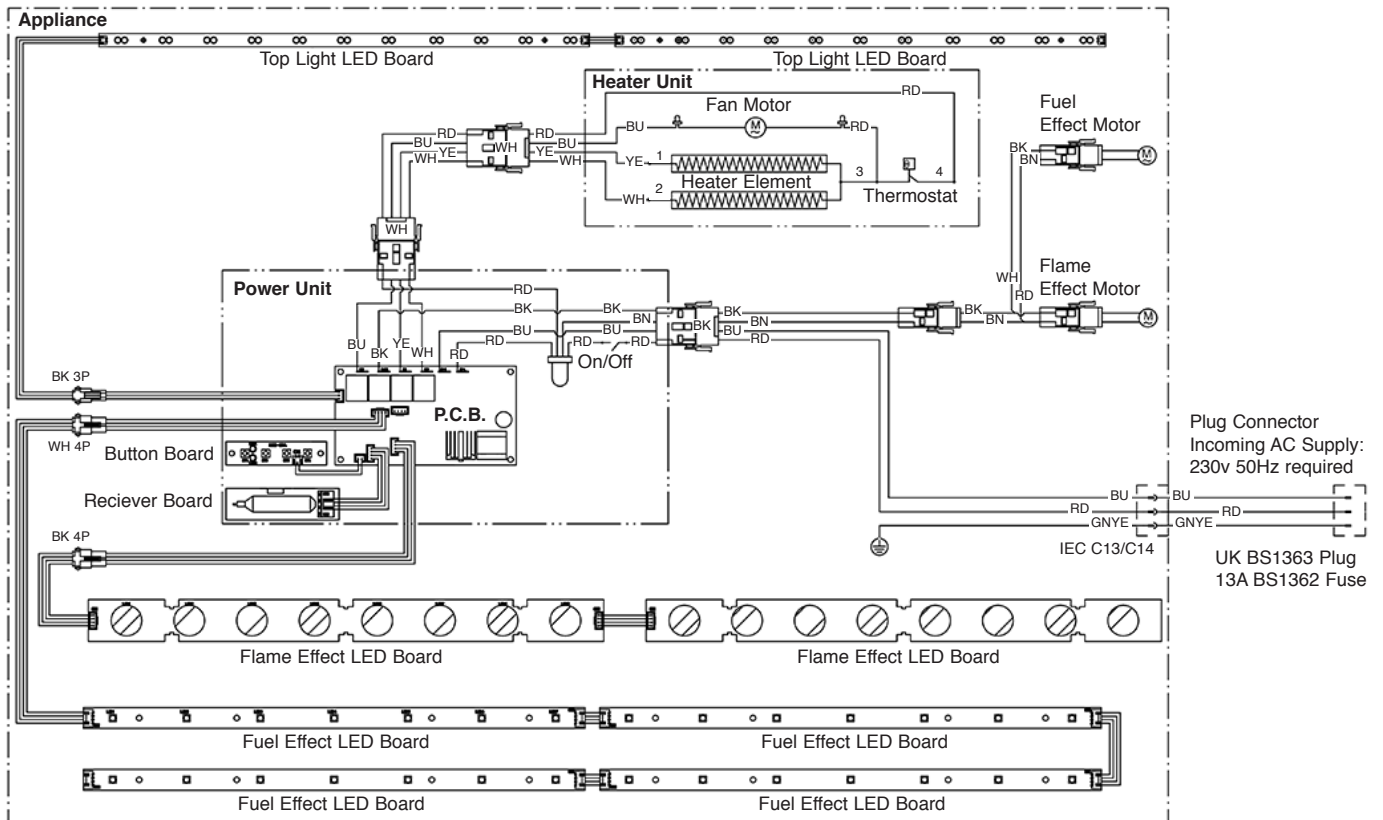 Appliance
Top Light LED Board
Top Light LED Board
Heater Unit
RD
Fan Motor
Fuel
Effect Motor
RD
RD
BU
RD
BU
WH
BU
YE
YE
YE
1
WH
WH
Heater Element
3
4
WH
2
Thermostat
BK
BN
WH
Power Unit
RD
WH
RD
Flame
Effect Motor
BK
BK
BK
BK
BN
BK
BN
BN
BU
BU
BU
RD
RD
RD
RD
On/Off
BU
BK
YE
WH
RD
BK 3P
P.C.B.
WH 4P
Button Board
Reciever Board
BK 4P
Plug Connector
Incoming AC Supply:
230v 50Hz required
BU
BU
RD
RD
GNYE
GNYE
IEC C13/C14
UK BS1363 Plug
13A BS1362 Fuse
Flame Effect LED Board
Flame Effect LED Board
Fuel Effect LED Board
Fuel Effect LED Board
Fuel Effect LED Board
Fuel Effect LED Board